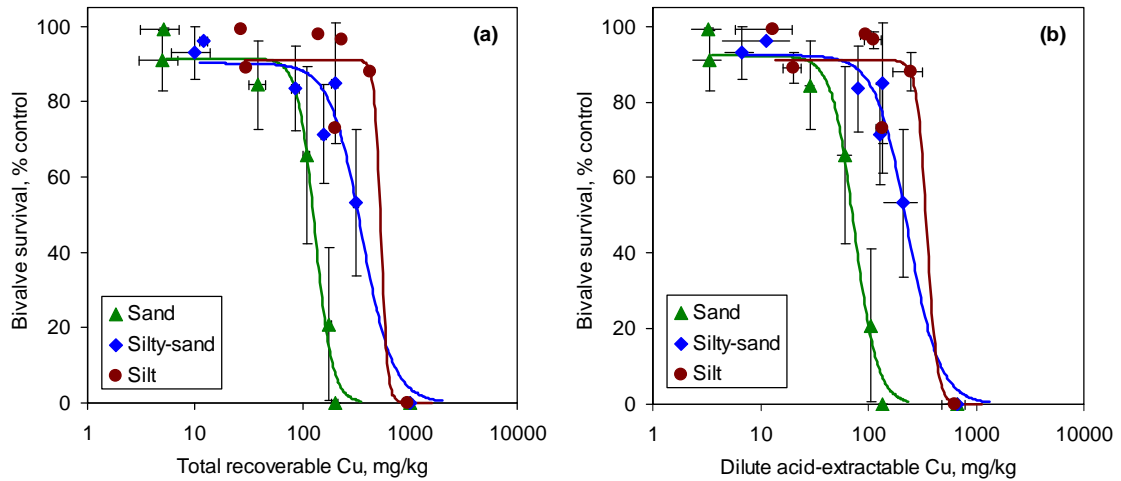 (a)
Bivalve survival, % control
100
80
60
40
20
0
Sand
Silty-sand
Silt
1 10 100 1000 10000
Total recoverable Cu, mg/kg
(b)
Bivalve survival, % control
100
80
60
40
20
0
Sand
Silty-sand
Silt
1 10 100 1000 10000
Dilute acid-extractable Cu, mg/kg